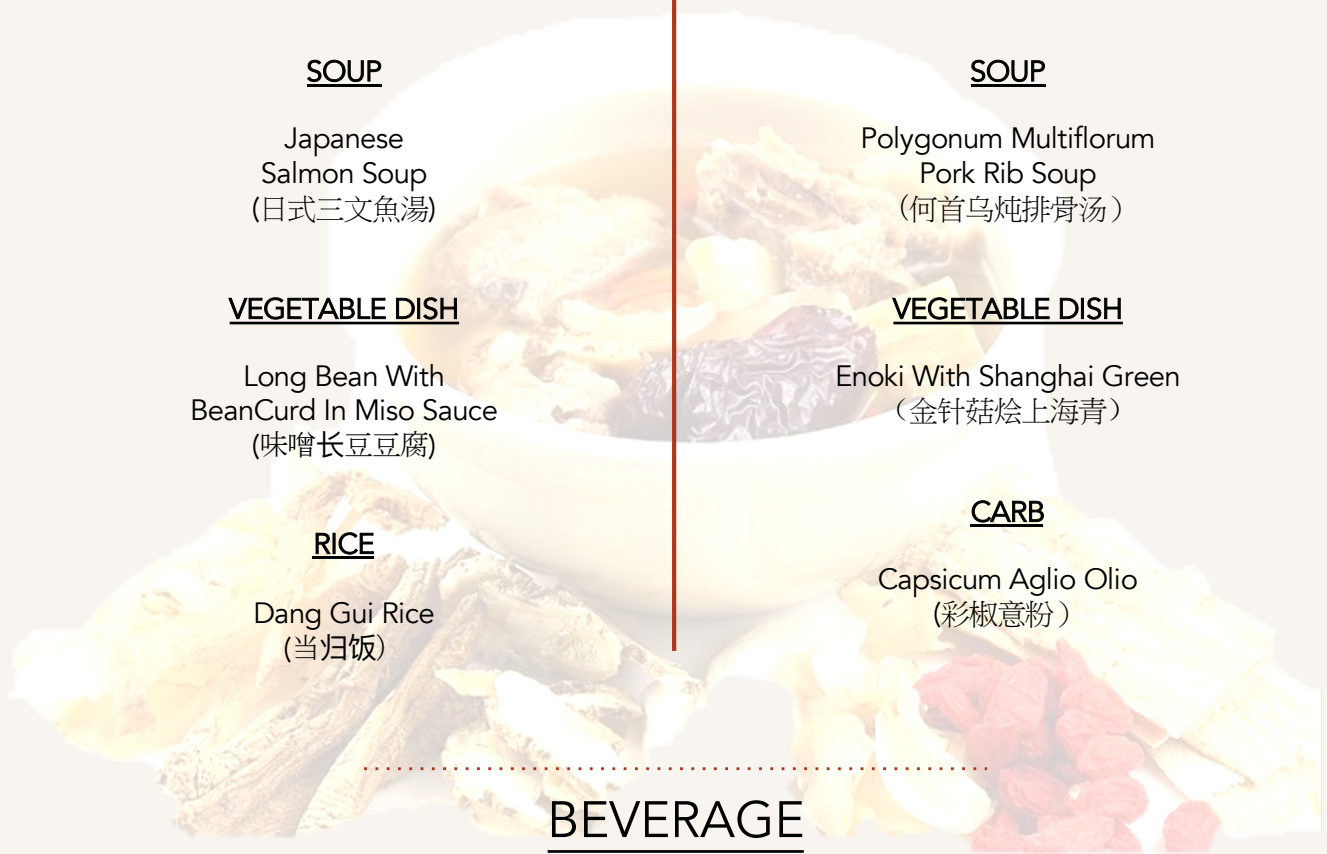 SOUP
Japanese
Salmon Soup
(日式三文魚湯)
VEGETABLE DISH
Long Bean With
BeanCurd In Miso Sauce
(味噌长豆豆腐)
RICE
Dang Gui Rice
(当归饭）
SOUP
Polygonum Multiflorum
Pork Rib Soup
（何首乌炖排骨汤 ）
VEGETABLE DISH
Enoki With Shanghai Green
（金针菇烩上海青）
CARB
Capsicum Aglio Olio
(彩椒意粉 ）
BEVERAGE